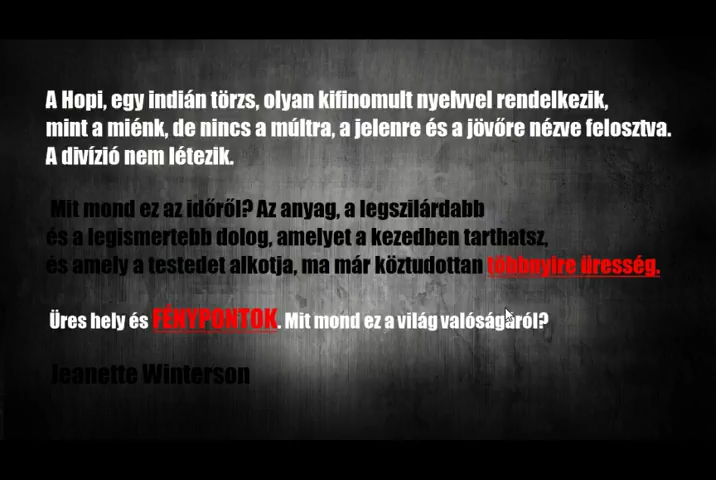 A Hopi, egy indián törzs, olyan kifinomult nyelvvel rendelkezik,
mint a miénk, de nincs a múltra, a jelenre és a jövőre nézve felosztva.
A divízió nem létezik.
Mit mond ez az időről? Az anyag, a legszilárdabb
és a legismertebb dolog, amelyet a kezedben tarthatsz,
és amely a testedet alkotja, ma már köztudottan többnyire üresség.
Üres hely és FÉNYPONTOK. Mit mond ez a világ valóságáról?
Jeanette Winterson